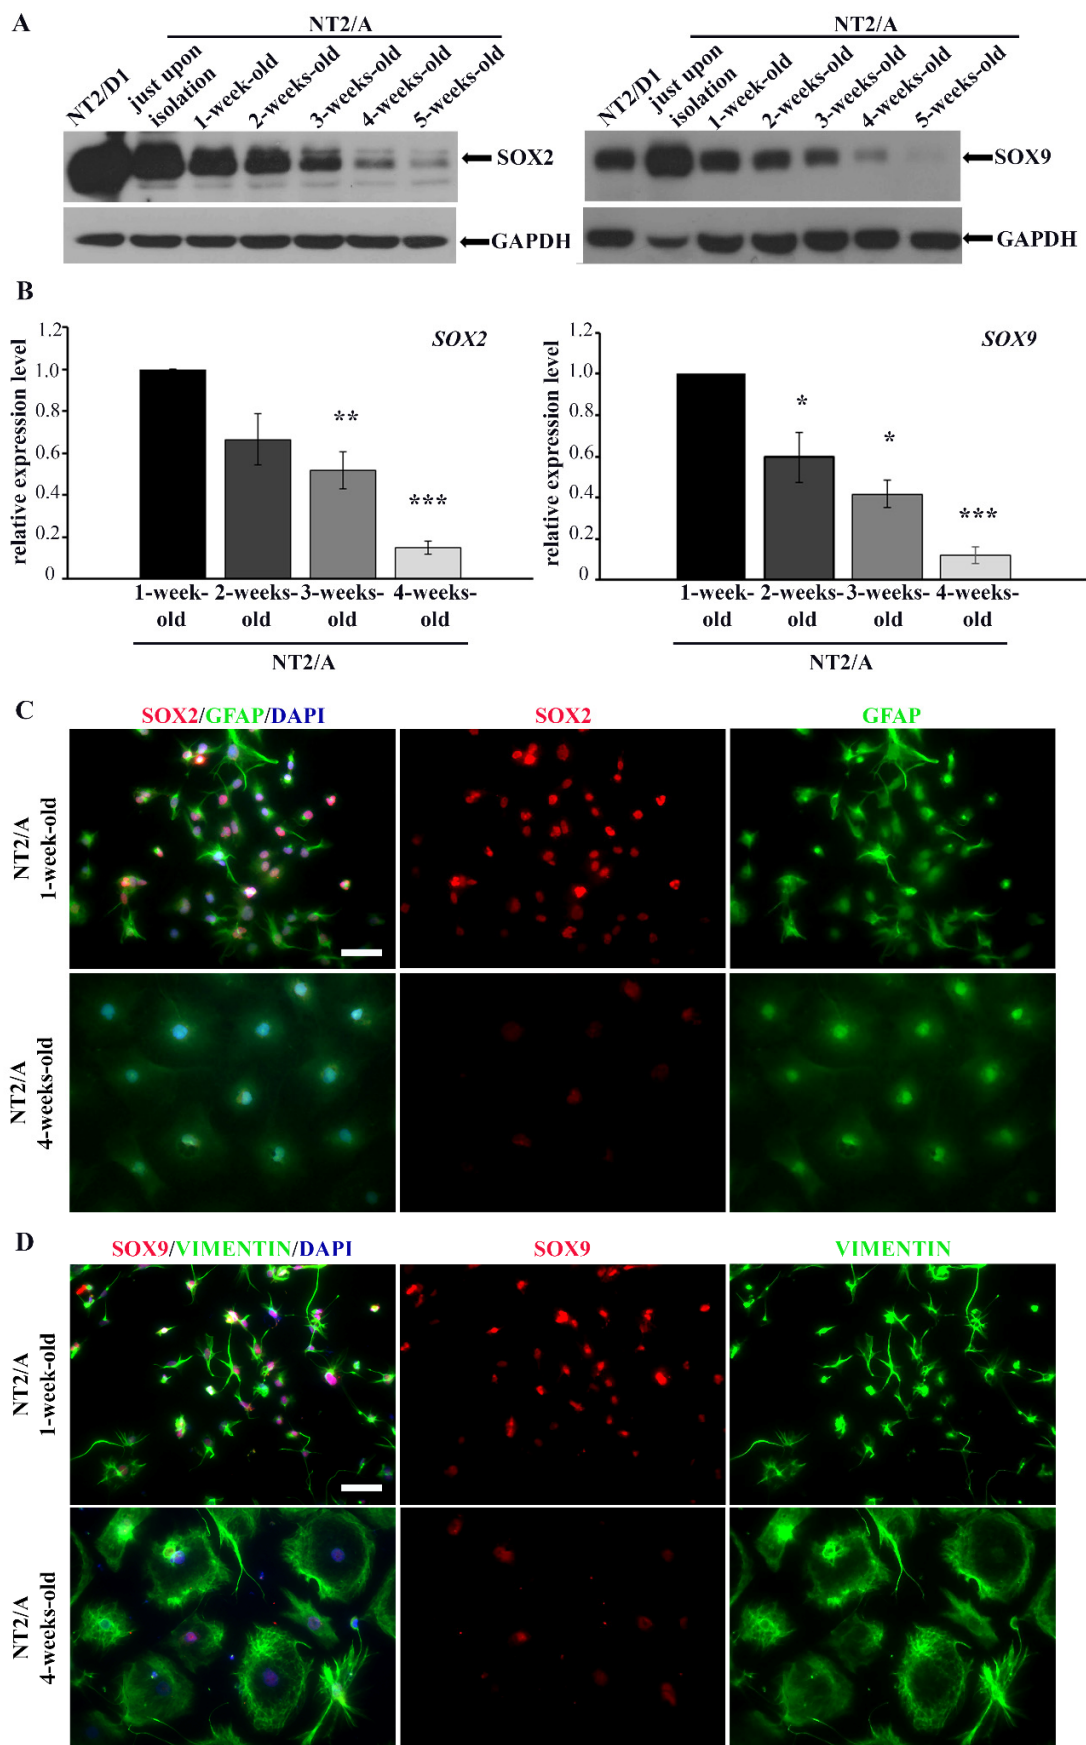 A
NT2/A
NT2/D1
just upon
isolation
1-week-old
2-weeks-old
3-weeks-old
4-weeks-old
5-weeks-old
SOX2
GAPDH
NT2/A
NT2/D1
just upon
isolation
1-week-old
2-weeks-old
3-weeks-old
4-weeks-old
5-weeks-old
SOX9
GAPDH
B
relative expression level
1.2
1.0
0.8
0.6
0.4
0.2
0
SOX2
**
***
1-week-old
2-weeks-old
3-weeks-old
4-weeks-old
NT2/A
relative expression level
1.2
1.0
0.8
0.6
0.4
0.2
0
SOX9
*
*
***
1-week-old
2-weeks-old
3-weeks-old
4-weeks-old
NT2/A
C
SOX2/GFAP/DAPI
SOX2
GFAP
NT2/A
1-week-old
NT2/A
4-weeks-old
D
SOX9/VIMENTIN/DAPI
SOX9
VIMENTIN
NT2/A
1-week-old
NT2/A
4-weeks-old